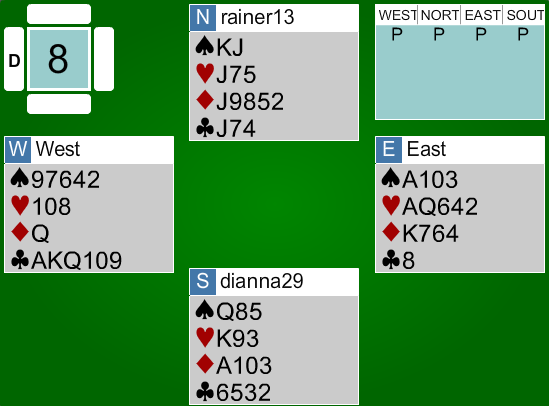 N rainer13
♠KJ
♥J75
♦J9852
♣J74
WEST NORT EAST SOUT
P P P P
D 8
W West
♠97642
♥108
♦Q
♣AKQ109
E East
♠A103
♥AQ642
♦K764
♣8
S dianna29
♠Q85
♥K93
♦A103
♣6532